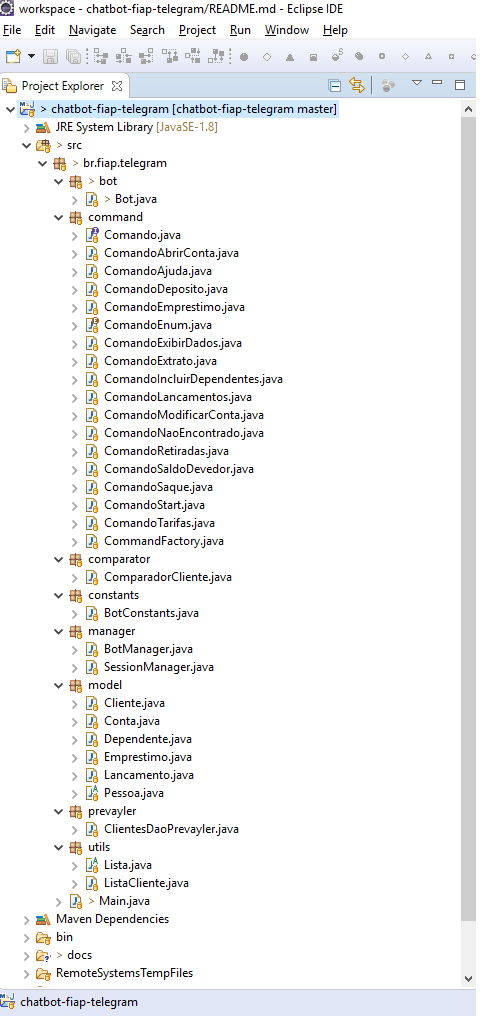 workspace - chatbot-fiap-telegram/README.md - Eclipse IDE
File Edit Navigate Search Project Run Window Help
Project Explorer
> chatbot-fiap-telegram [chatbot-fiap-telegram master]
JRE System Library [JavaSE-1.8]
> src
> br.fiap.telegram
> bot
> Bot.java
command
Comando.java
ComandoAbrirConta.java
ComandoAjuda.java
ComandoDeposito.java
ComandoEmprestimo.java
ComandoEnum.java
ComandoExibirDados.java
ComandoExtrato.java
ComandoIncluirDependentes.java
ComandoLancamentos.java
ComandoModificarConta.java
ComandoNaoEncontrado.java
ComandoRetiradas.java
ComandoSaldoDevedor.java
ComandoSaque.java
ComandoStart.java
ComandoTarifas.java
CommandFactory.java
comparator
ComparadorCliente.java
constants
BotConstants.java
manager
BotManager.java
SessionManager.java
model
Cliente.java
Conta.java
Dependente.java
Emprestimo.java
Lancamento.java
Pessoa.java
prevayler
ClientesDaoPrevayler.java
utils
Lista.java
ListaCliente.java
> Main.java
Maven Dependencies
bin
> docs
RemoteSystemsTempFiles
chatbot-fiap-telegram